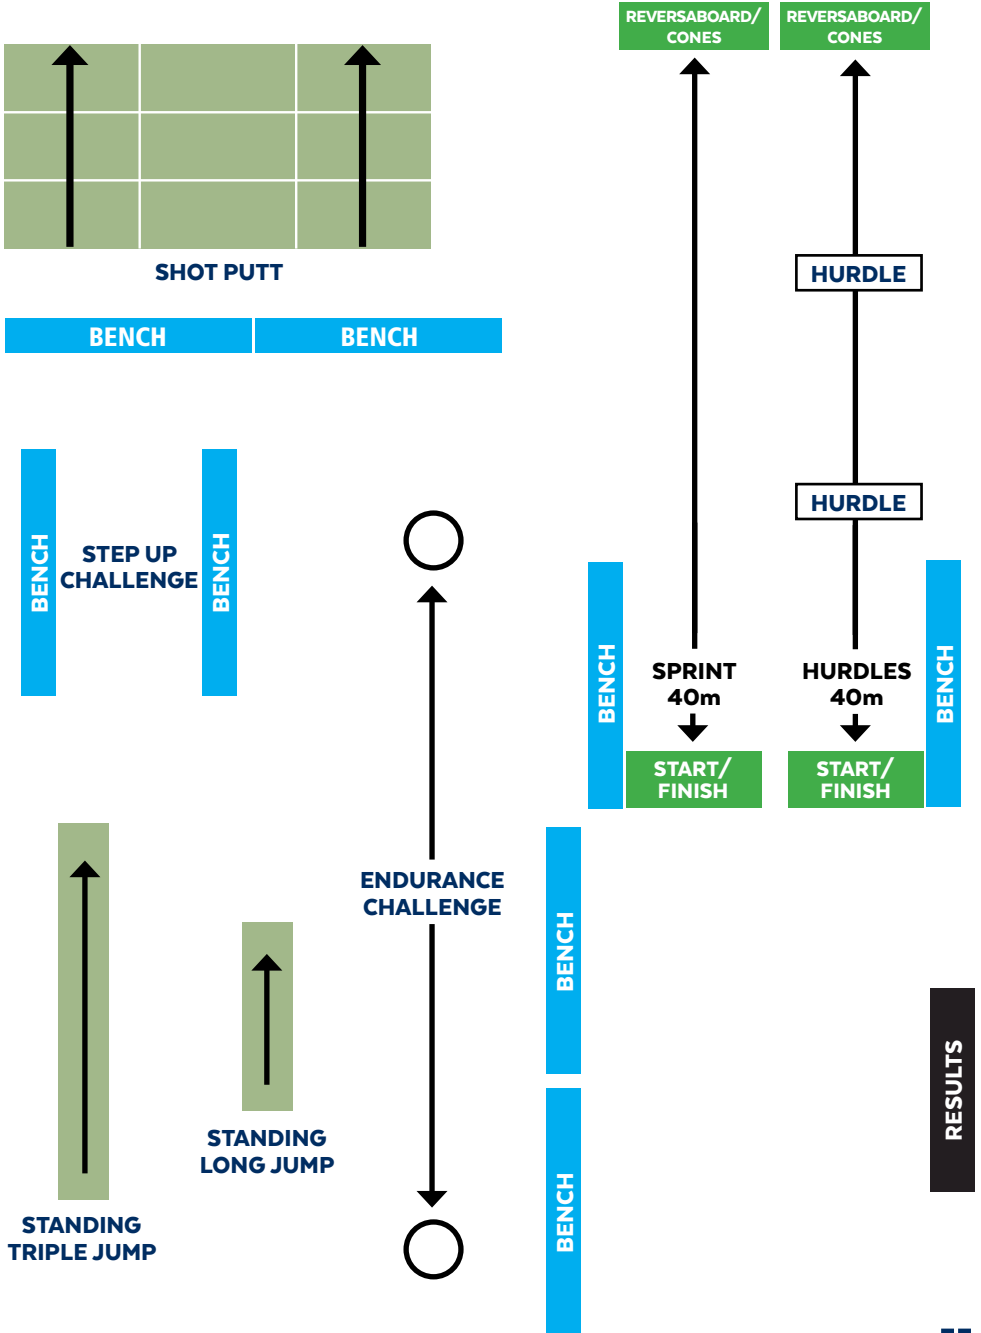 REVERSABOARD/
CONES
REVERSABOARD/
CONES
SHOT PUTT
HURDLE
BENCH
BENCH
HURDLE
BENCH
STEP UP
CHALLENGE
BENCH
BENCH
SPRINT
40m
HURDLES
40m
BENCH
START/
FINISH
START/
FINISH
ENDURANCE
CHALLENGE
BENCH
RESULTS
STANDING
LONG JUMP
BENCH
STANDING
TRIPLE JUMP